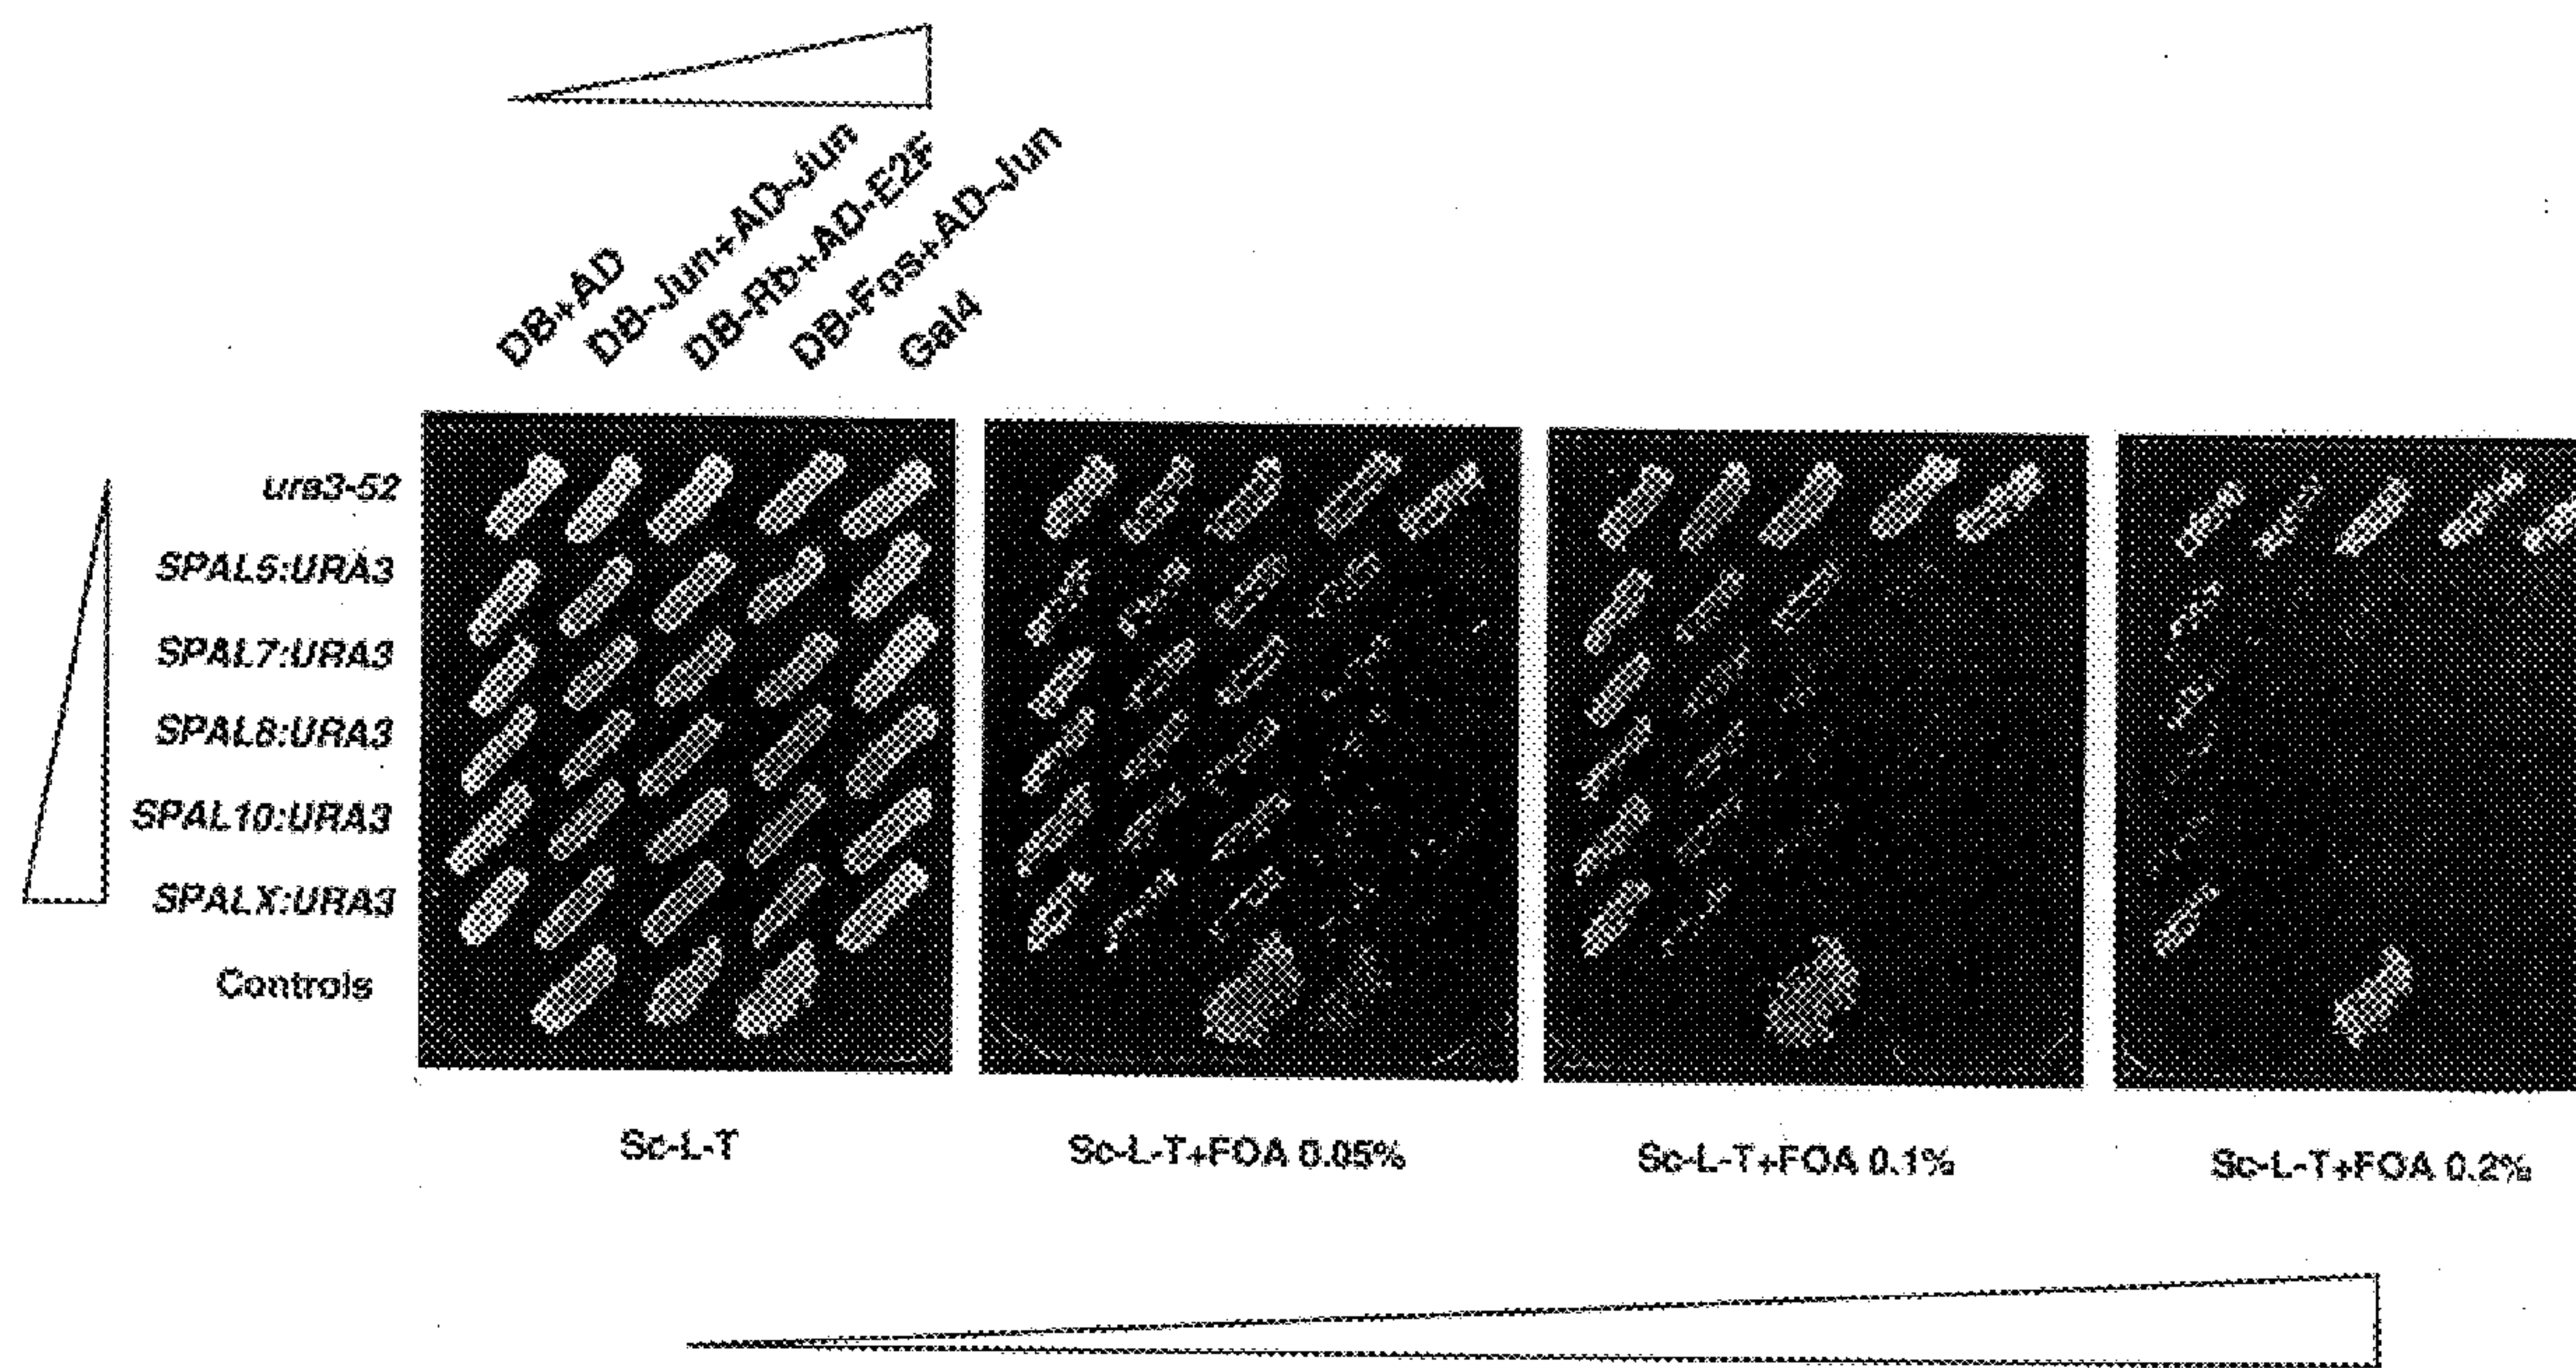 DB+AD
DB-Jun+AD-Jun
DB-Rb+AD-E2F
DB-Fos+AD-Jun
Gal4
ura3-52
SPAL5:URA3
SPAL7:URA3
SPAL8:URA3
SPAL10:URA3
SPALX:URA3
Controls
Sc-L-T
Sc-L-T+FOA 0.05%
Sc-L-T+FOA 0.1%
Sc-L-T+FOA 0.2%